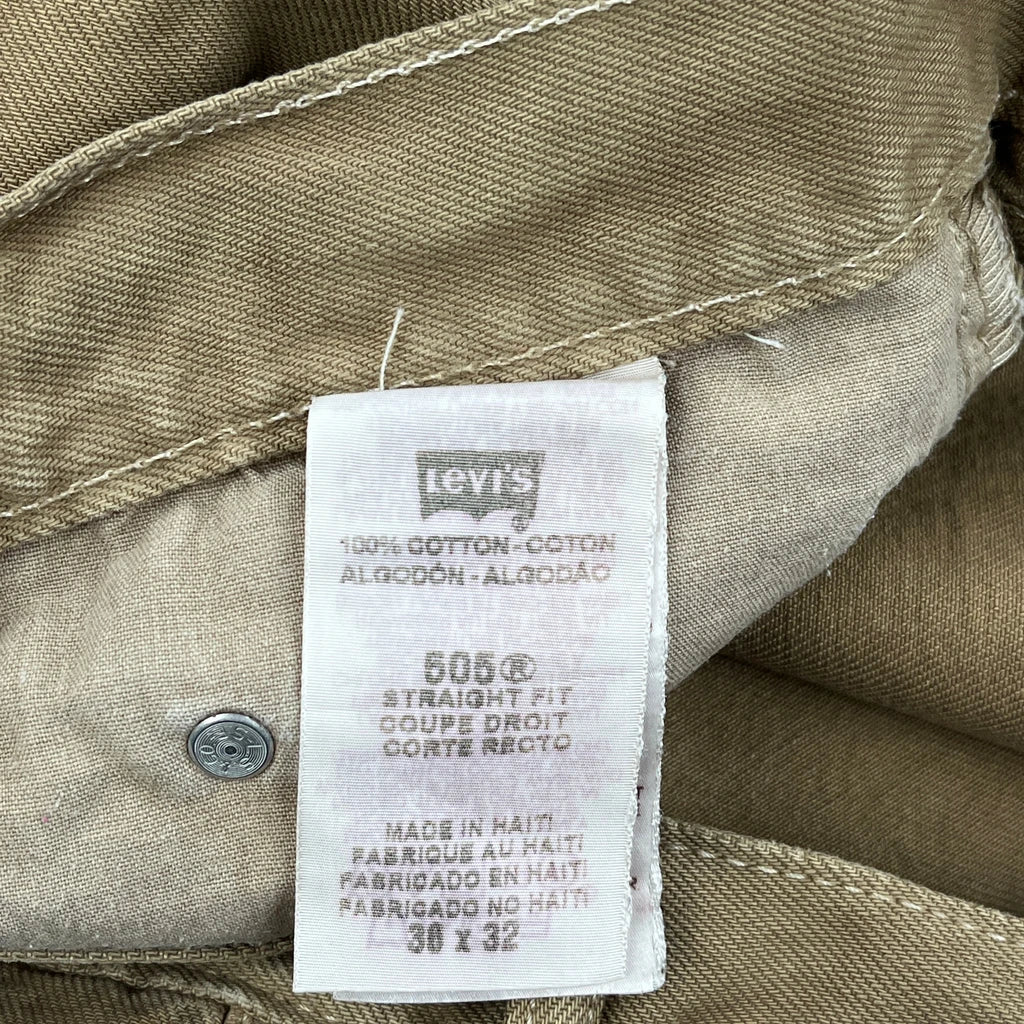 Levi's
100% COTTON - COTON
ALGODÓN - ALGODÃO
505®
STRAIGHT FIT
COUPE DROIT
CORTE RECTO
MADE IN HAITI
FABRIQUE AU HAITI
FABRICADO EN HAITI
FABRICADO NO HAITI
x 32